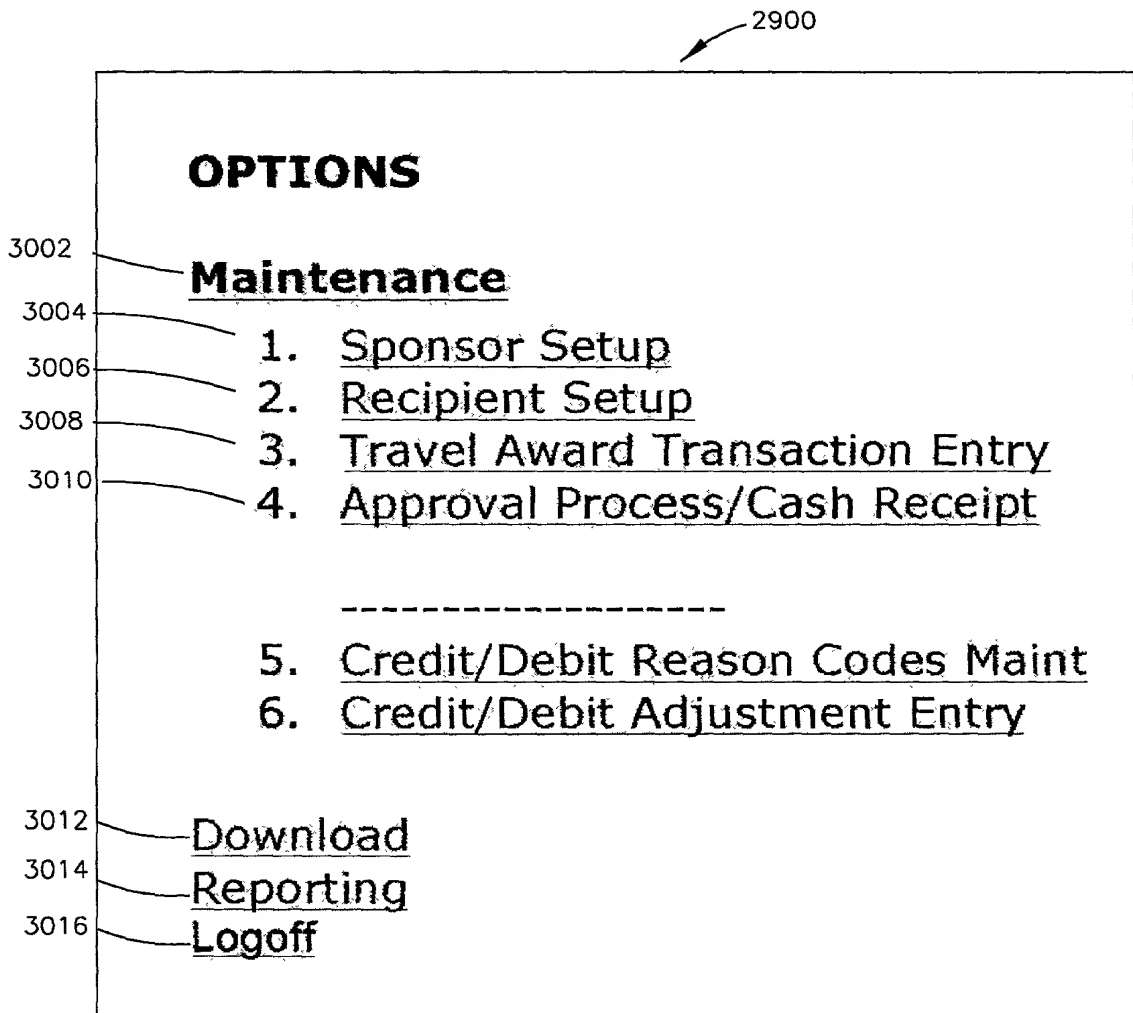 2900
OPTIONS
3002 Maintenance
3004 1. Sponsor Setup
3006 2. Recipient Setup
3008 3. Travel Award Transaction Entry
3010 4. Approval Process/Cash Receipt
-------------------
5. Credit/Debit Reason Codes Maint
6. Credit/Debit Adjustment Entry
3012 Download
3014 Reporting
3016 Logoff